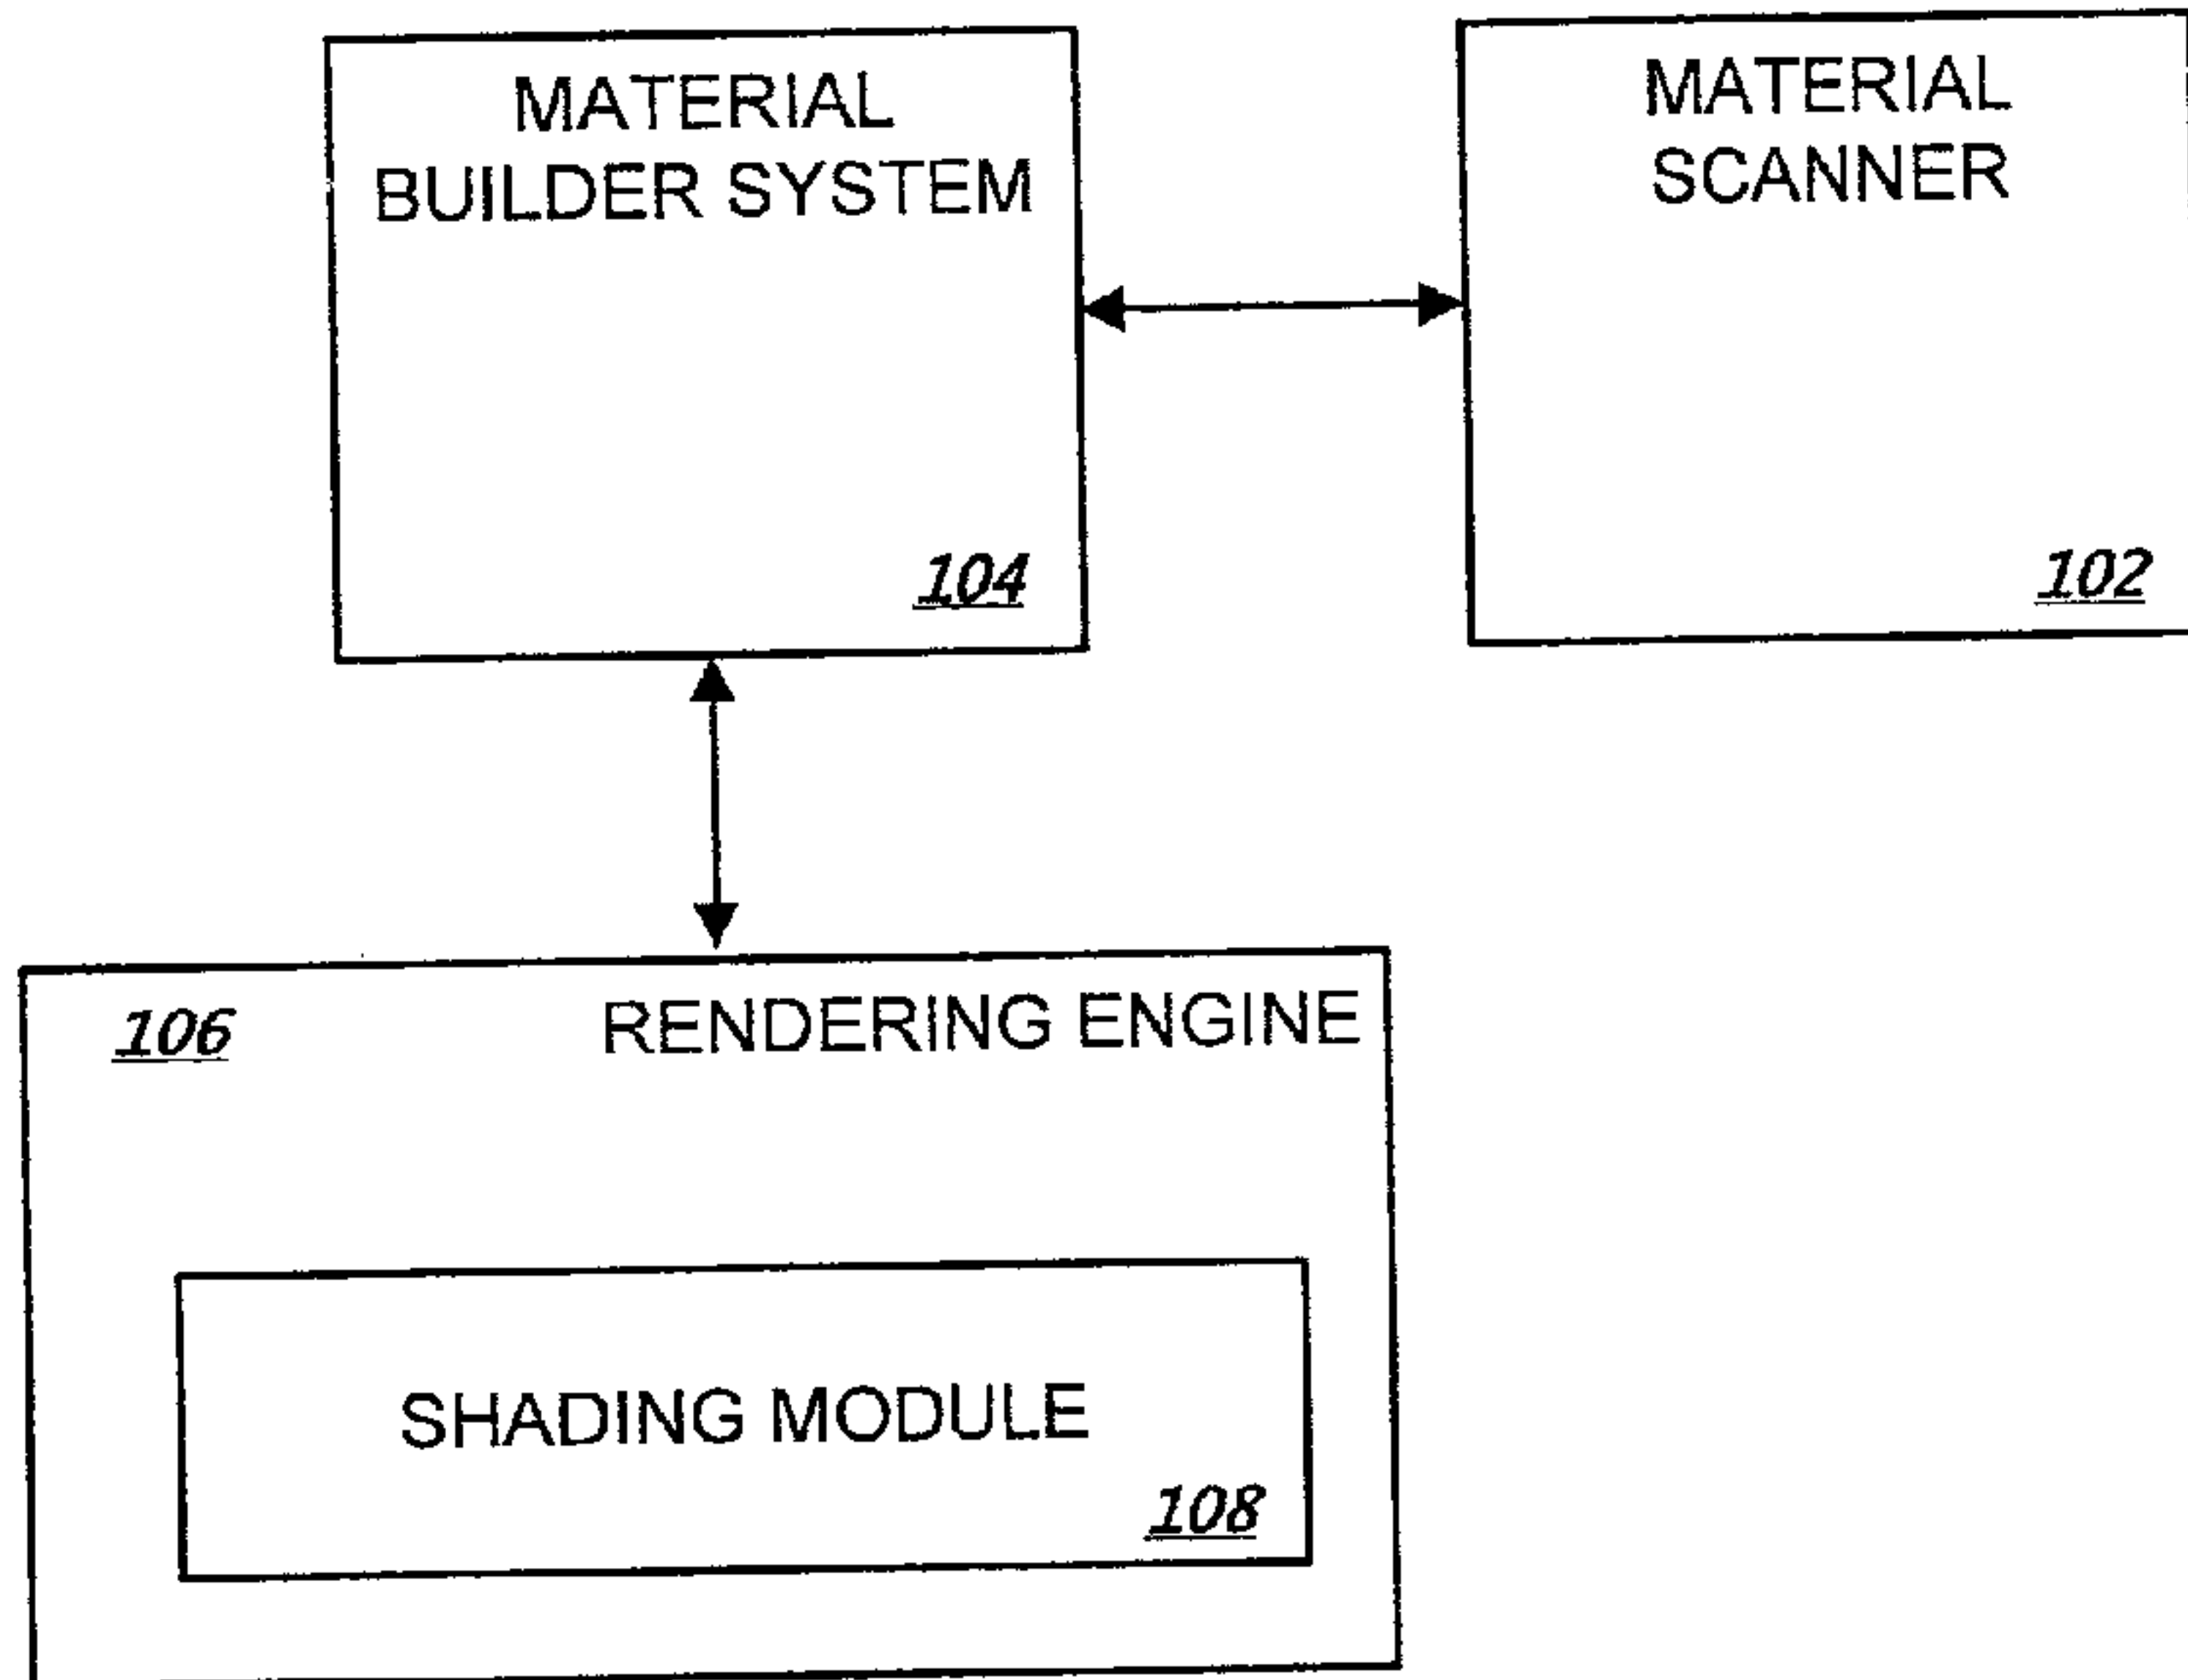 MATERIAL
BUILDER SYSTEM
104
MATERIAL
SCANNER
102
106
RENDERING ENGINE
SHADING MODULE
108